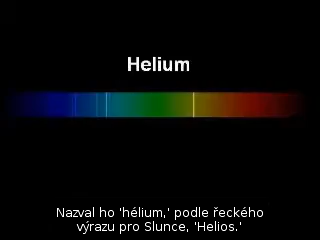 Helium
Nazval ho 'hélium,' podle řeckého
výrazu pro Slunce, 'Helios.'